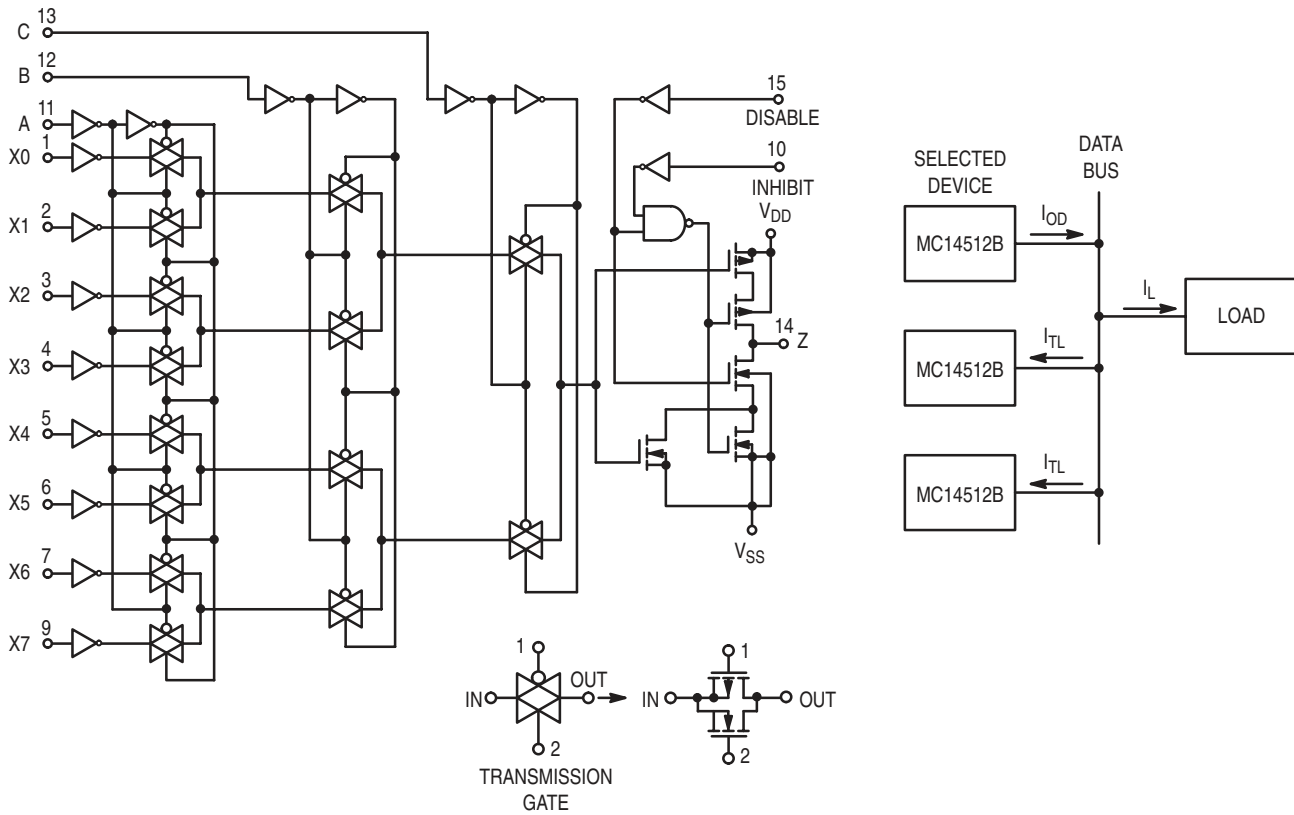 C 13
B 12
A 11
X0 1
X1 2
X2 3
X3 4
X4 5
X5 6
X6 7
X7 9
15
DISABLE
10
INHIBIT
VDD
14 Z
VSS
1
IN
OUT
2
TRANSMISSION
GATE
1
IN
OUT
2
SELECTED
DEVICE
DATA
BUS
MC14512B
IOD
IL
LOAD
MC14512B
ITL
MC14512B
ITL